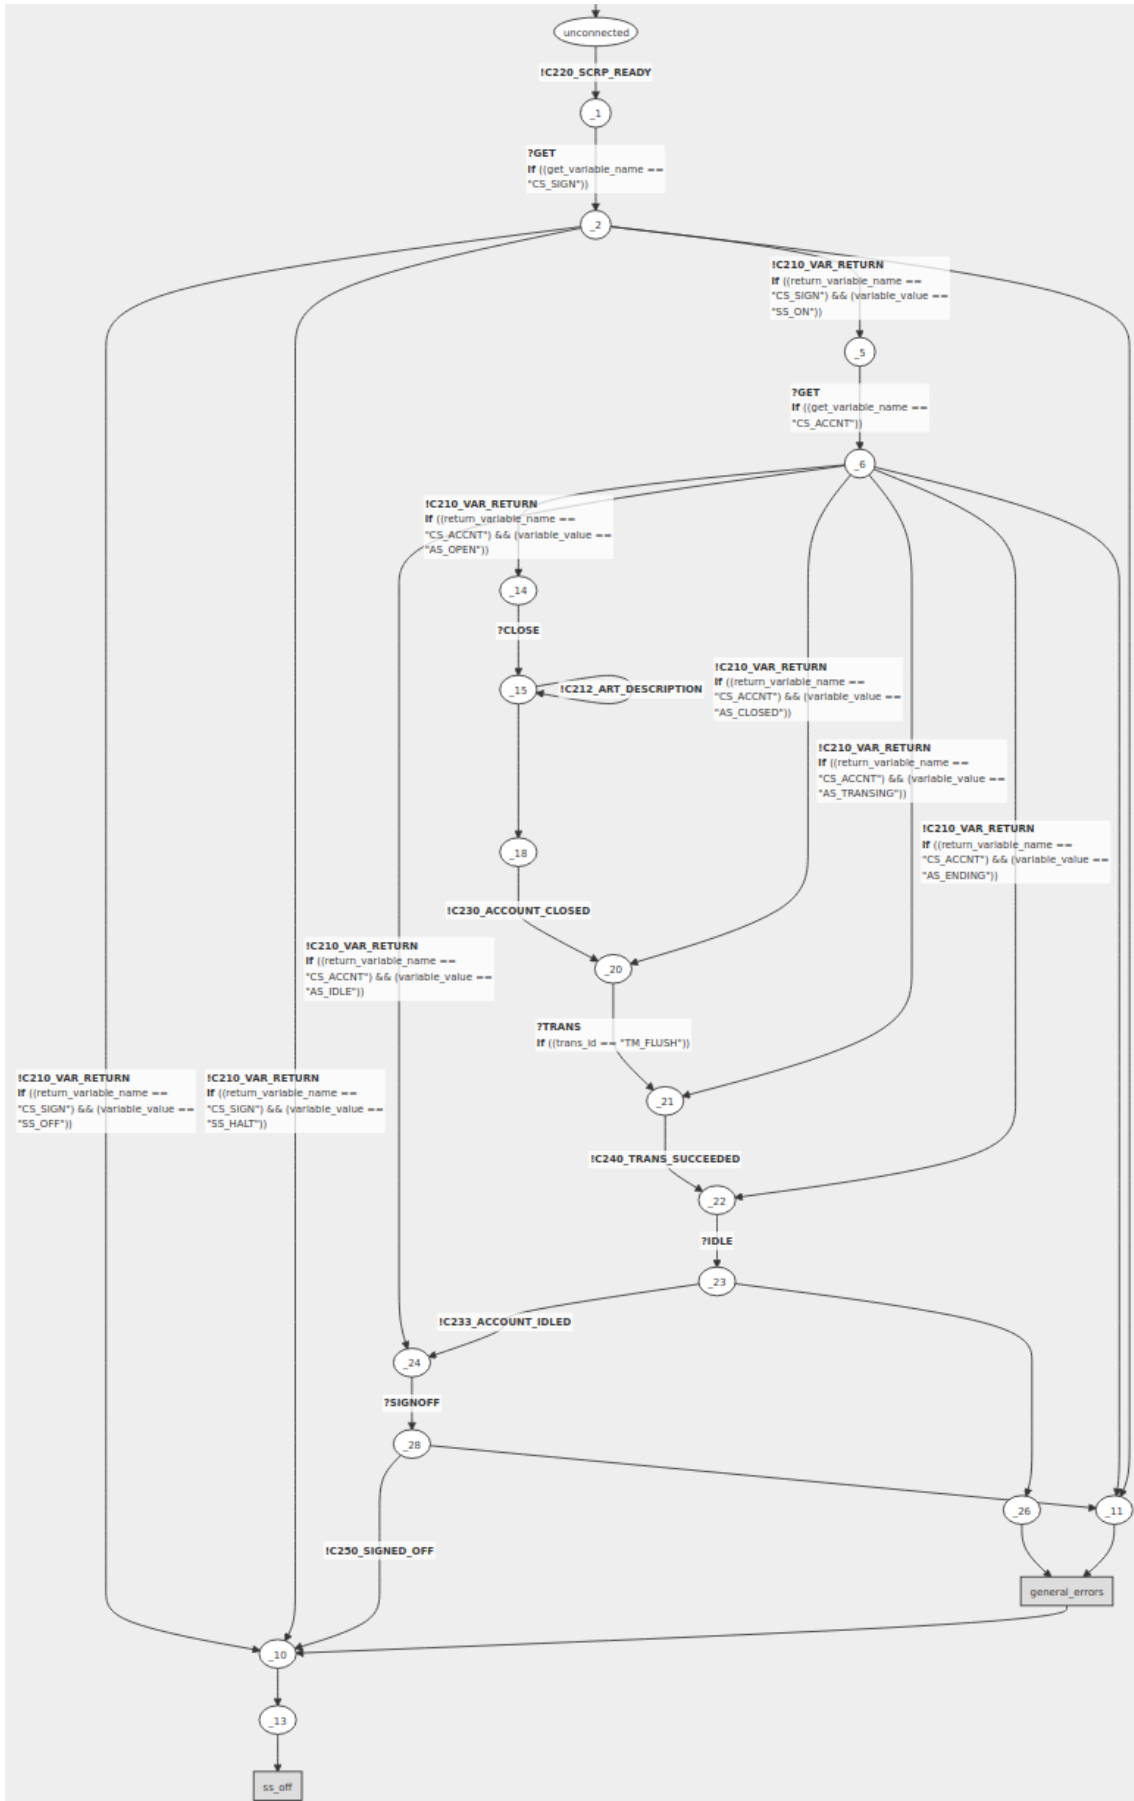 unconnected
!C220_SCRP_READY
_1
?GET
If ((get_variable_name ==
"CS_SIGN"))
_2
!C210_VAR_RETURN
If ((return_variable_name ==
"CS_SIGN") && (variable_value ==
"SS_ON"))
_5
?GET
If ((get_variable_name ==
"CS_ACCNT"))
_6
!C210_VAR_RETURN
If ((return_variable_name ==
"CS_ACCNT") && (variable_value ==
"AS_OPEN"))
_14
?CLOSE
_15
!C212_ART_DESCRIPTION
!C210_VAR_RETURN
If ((return_variable_name ==
"CS_ACCNT") && (variable_value ==
"AS_CLOSED"))
!C210_VAR_RETURN
If ((return_variable_name ==
"CS_ACCNT") && (variable_value ==
"AS_TRANSING"))
!C210_VAR_RETURN
If ((return_variable_name ==
"CS_ACCNT") && (variable_value ==
"AS_ENDING"))
_18
!C230_ACCOUNT_CLOSED
!C210_VAR_RETURN
If ((return_variable_name ==
"CS_ACCNT") && (variable_value ==
"AS_IDLE"))
_20
?TRANS
If ((trans_id == "TM_FLUSH"))
!C210_VAR_RETURN
If ((return_variable_name ==
"CS_SIGN") && (variable_value ==
"SS_OFF"))
!C210_VAR_RETURN
If ((return_variable_name ==
"CS_SIGN") && (variable_value ==
"SS_HALT"))
_21
!C240_TRANS_SUCCEEDED
_22
?IDLE
_23
!C233_ACCOUNT_IDLED
_24
?SIGNOFF
_28
_26
_11
!C250_SIGNED_OFF
general_errors
_10
_13
ss_off